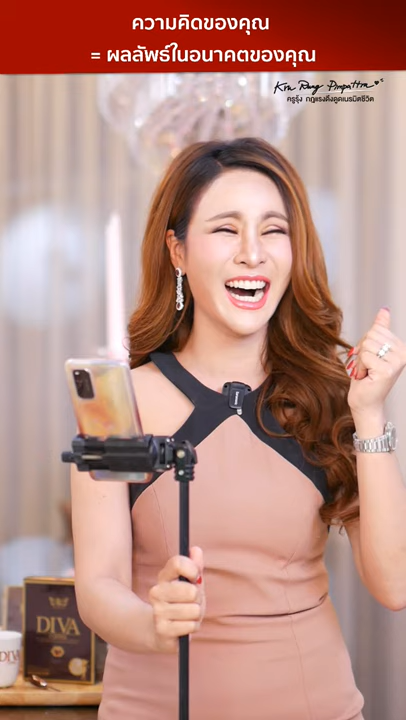 ความคิดของคุณ
= ผลลัพธ์ในอนาคตของคุณ
Kru Rung Pinpattra
ครูรุ้ง กฎแรงดึงดูดเนรมิตชีวิต
DIVA
DIVA